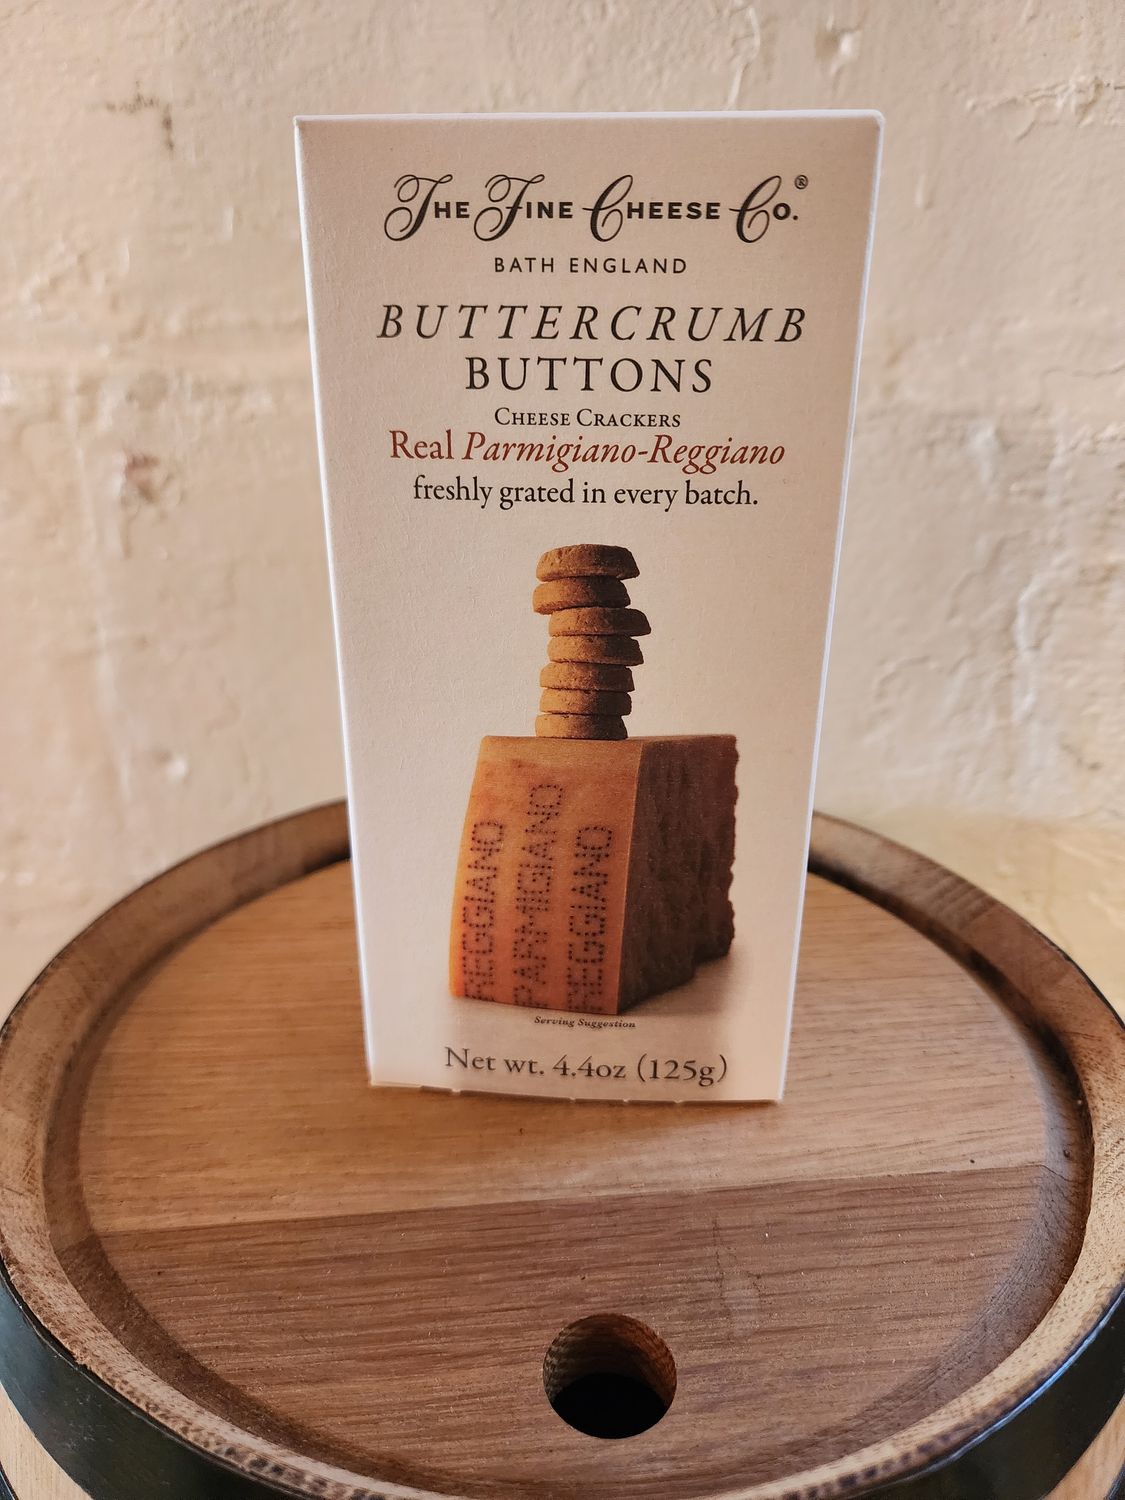 The Fine Cheese Co.®
BATH ENGLAND
BUTTERCRUMB
BUTTONS
Cheese Crackers
Real Parmigiano-Reggiano
freshly grated in every batch.
REGGIANO
PARMIGIANO
REGGIANO
Serving Suggestion
Net wt. 4.4oz (125g)